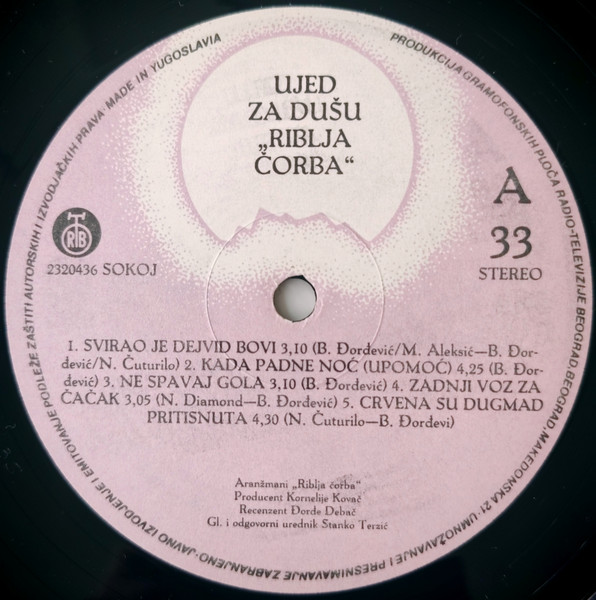 UJED
ZA DUŠU
„RIBLJA
ČORBA“
A
33
STEREO
RTB
2320436 SOKOJ
1. SVIRAO JE DEJVID BOVI 3,10 (B. Đorđević/M. Aleksić—B. Đor-
đević/N. Čuturilo) 2. KADA PADNE NOĆ (UPOMOĆ) 4,25 (B. Đor-
đević) 3. NE SPAVAJ GOLA 3,10 (B. Đorđević) 4. ZADNJI VOZ ZA
ČAČAK 3,05 (N. Diamond—B. Đorđević) 5. CRVENA SU DUGMAD
PRITISNUTA 4,30 (N. Čuturilo—B. Đorđevi)
Aranžmani „Riblja čorba“
Producent Kornelije Kovač
Recenzent Đorđe Debač
Gl. i odgovorni urednik Stanko Terzić
PRODUKCIJA GRAMOFONSKIH PLOČA RADIO-TELEVIZIJE BEOGRAD, BEOGRAD, MAKEDONSKA 21 · UMNOŽAVANJE I PRESNIMAVANJE ZABRANJENO-JAVNO IZVODJENJE I EMITOVANJE PODLEŽE ZAŠTITI AUTORSKIH I IZVODJAČKIH PRAVA · MADE IN YUGOSLAVIA